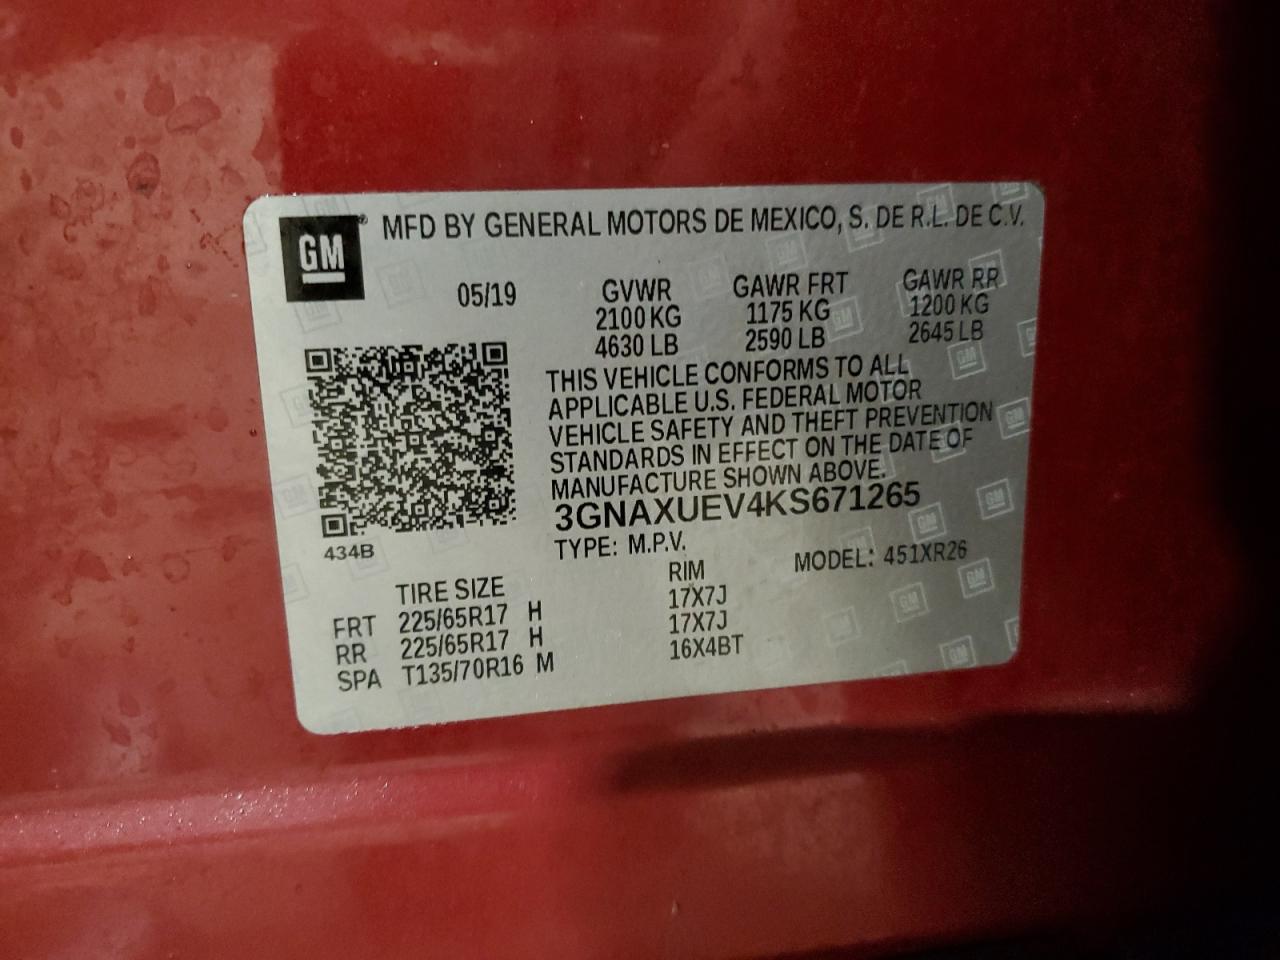 GM® MFD BY GENERAL MOTORS DE MEXICO, S. DE R.L. DE C.V.
05/19 GVWR GAWR FRT GAWR RR
2100 KG 1175 KG 1200 KG
4630 LB 2590 LB 2645 LB
THIS VEHICLE CONFORMS TO ALL
APPLICABLE U.S. FEDERAL MOTOR
VEHICLE SAFETY AND THEFT PREVENTION
STANDARDS IN EFFECT ON THE DATE OF
MANUFACTURE SHOWN ABOVE.
3GNAXUEV4KS671265
434B
TYPE: M.P.V. MODEL: 451XR26
TIRE SIZE RIM
FRT 225/65R17 H 17X7J
RR 225/65R17 H 17X7J
SPA T135/70R16 M 16X4BT